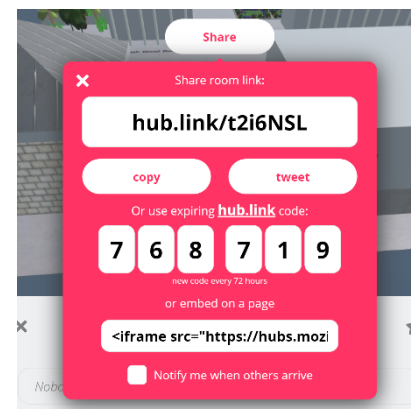 Share
Share room link:
hub.link/t2i6NSL
copy tweet
Or use expiring hub.link code:
7 6 8 7 1 9
new code every 72 hours
or embed on a page
<iframe src="https://hubs.mozi
Notify me when others arrive